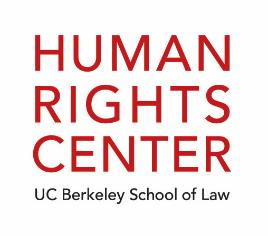 HUMAN
RIGHTS
CENTER
UC Berkeley School of Law